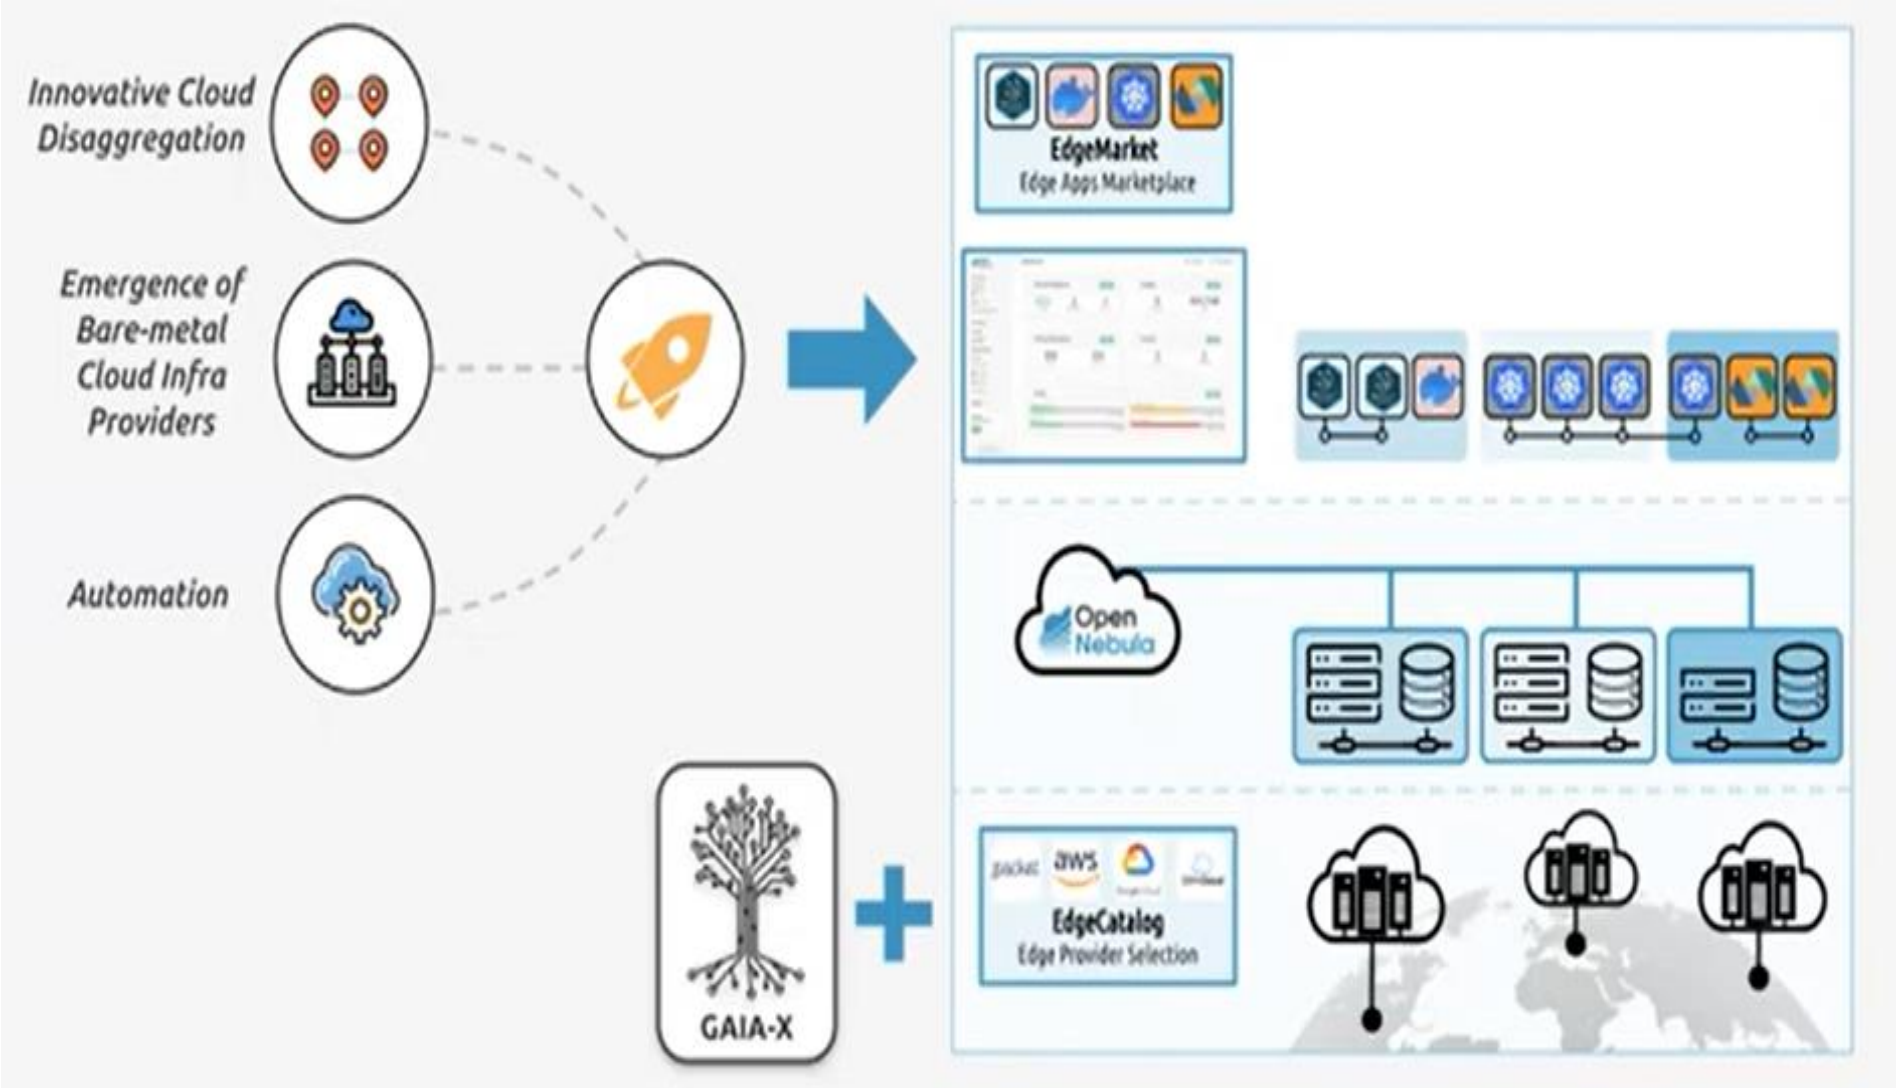 Innovative Cloud
Disaggregation
Emergence of
Bare-metal
Cloud Infra
Providers
Automation
EdgeMarket
Edge Apps Marketplace
Open
Nebula
GAIA-X
packet aws
EdgeCatalog
Edge Provider Selection